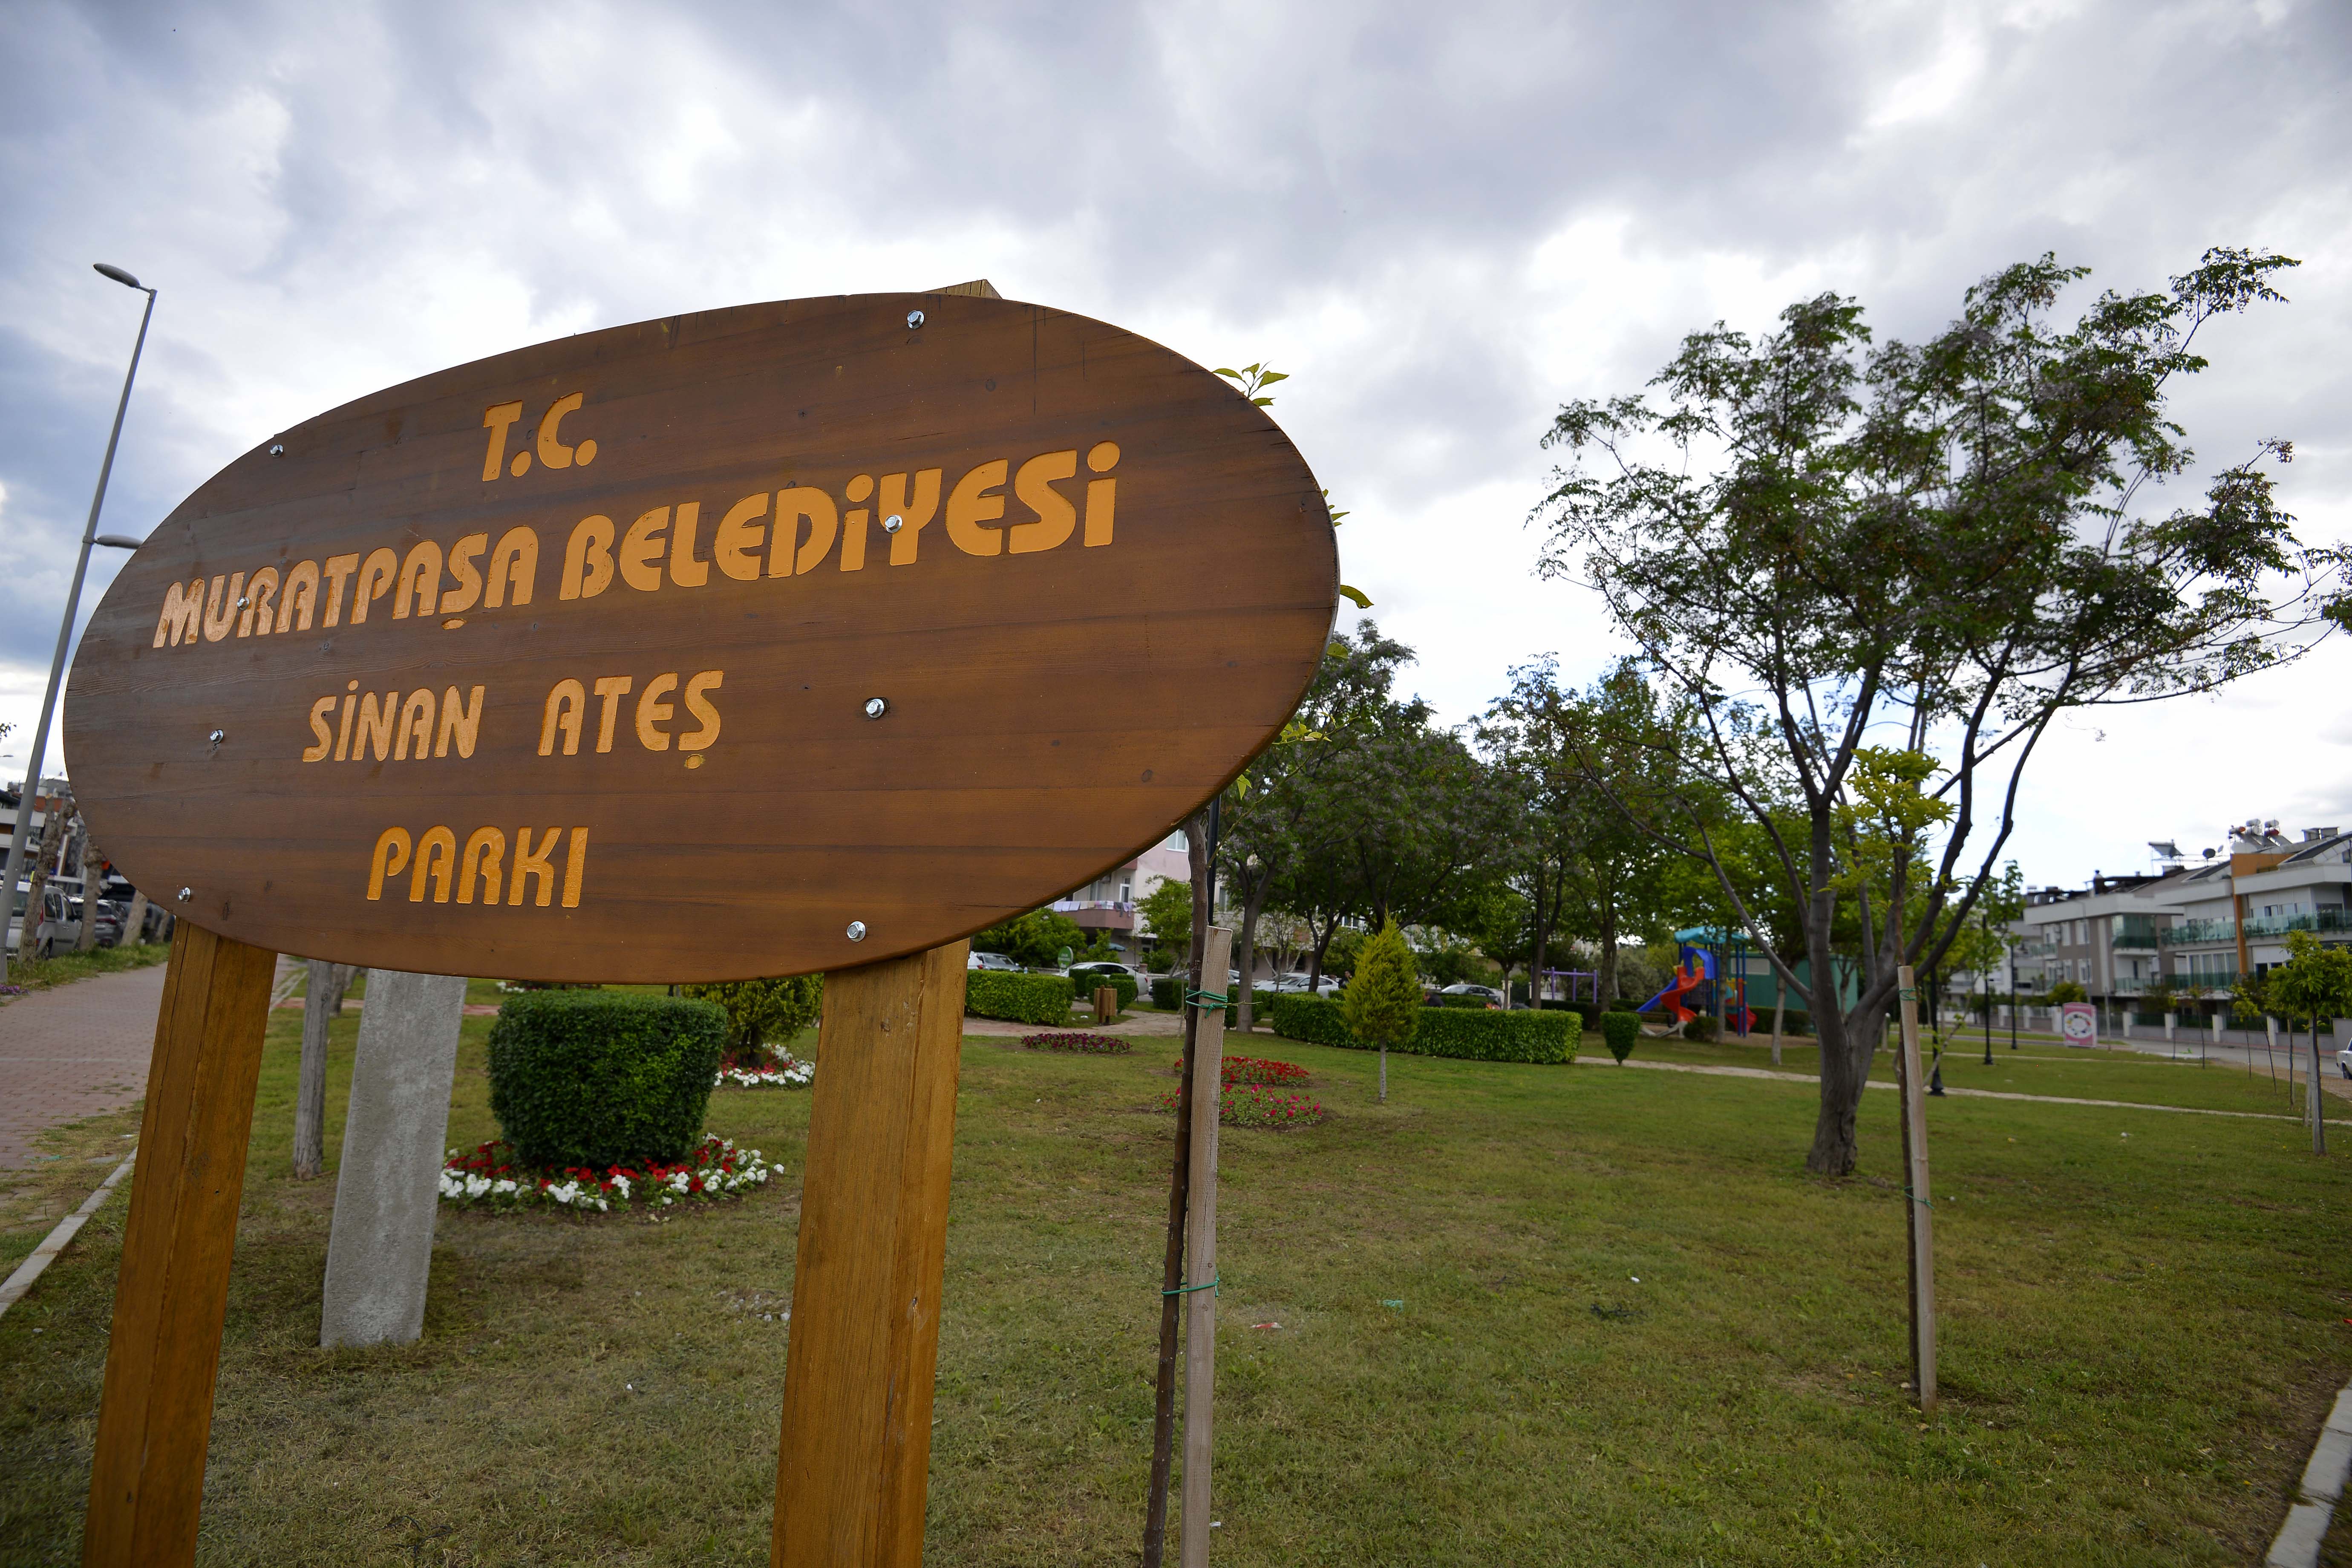 T.C.
MURATPAŞA BELEDİYESİ
SİNAN ATEŞ
PARKI